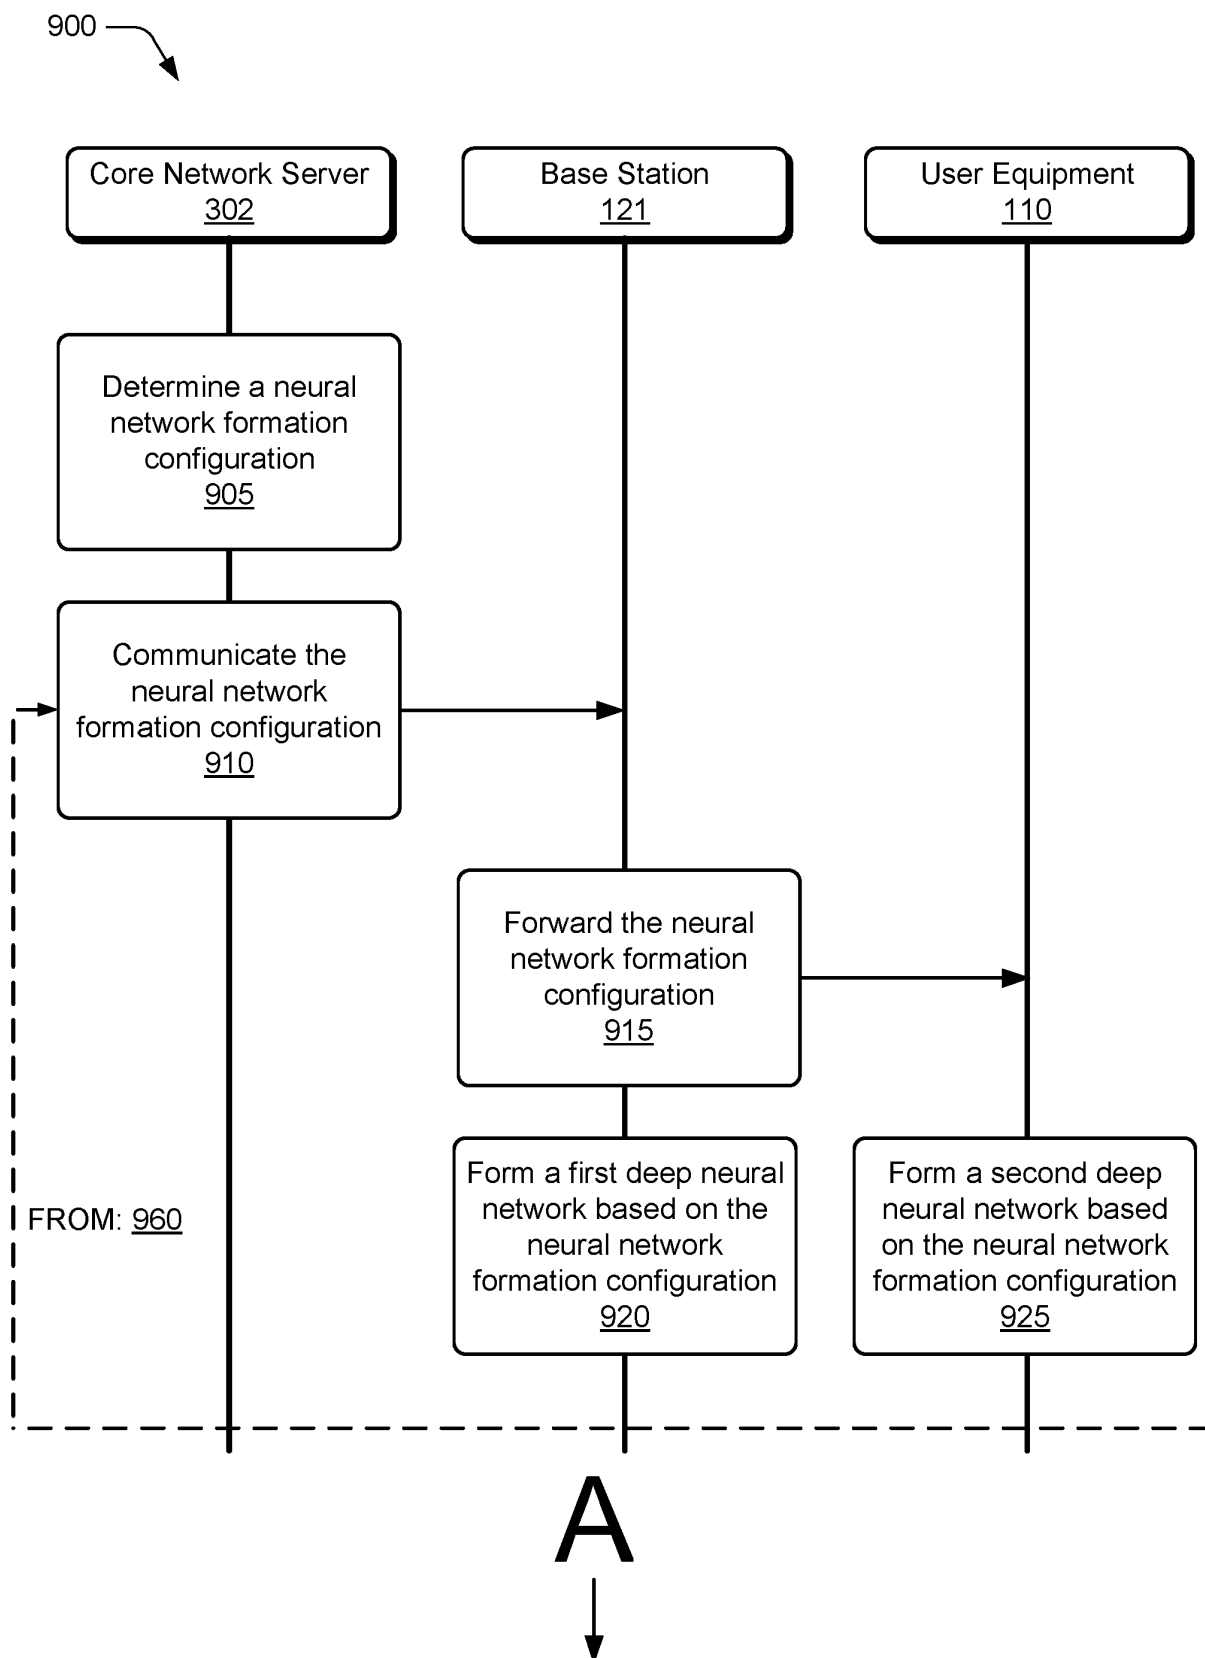 900
Core Network Server
302
Base Station
121
User Equipment
110
Determine a neural
network formation
configuration
905
Communicate the
neural network
formation configuration
910
Forward the neural
network formation
configuration
915
Form a first deep neural
network based on the
neural network
formation configuration
920
Form a second deep
neural network based
on the neural network
formation configuration
925
FROM: 960
A